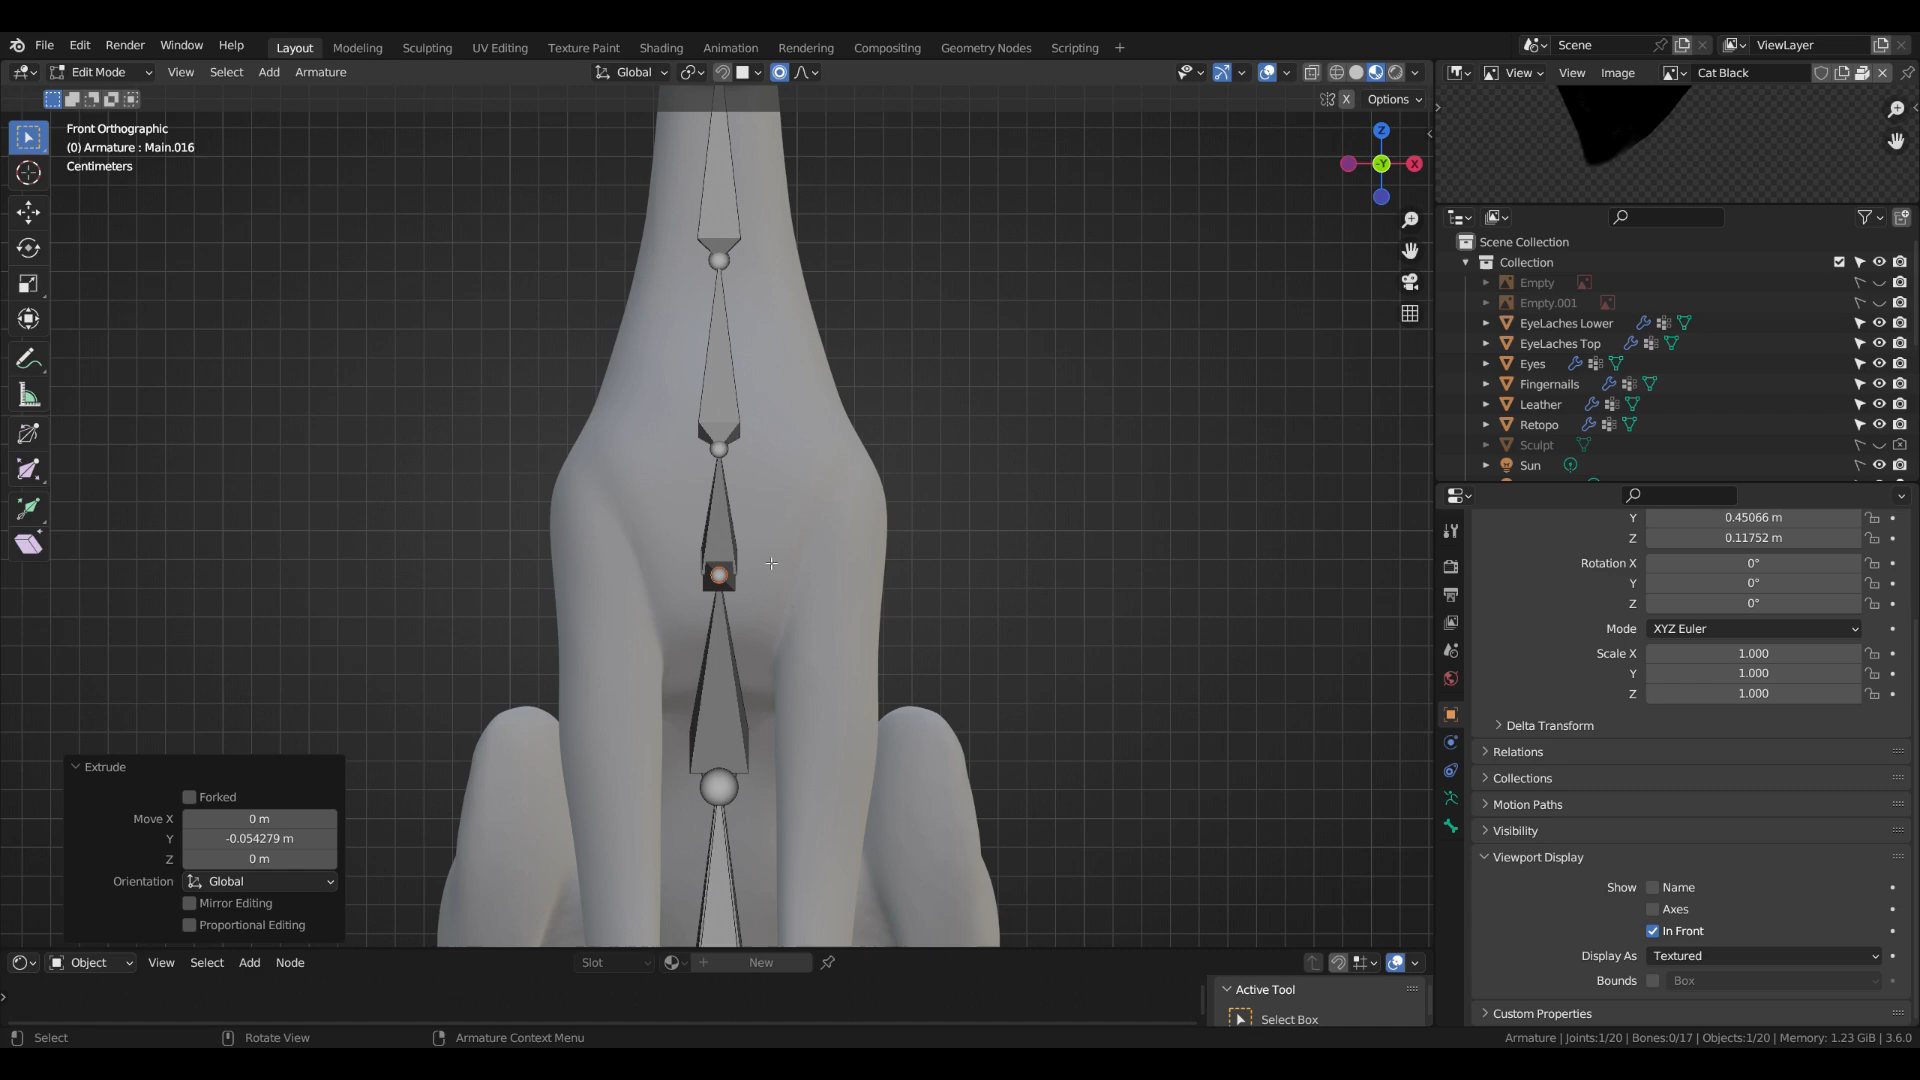 File Edit Render Window Help Layout Modeling Sculpting UV Editing Texture Paint Shading Animation Rendering Compositing Geometry Nodes Scripting + Scene ViewLayer
Edit Mode View Select Add Armature Global View View Image Cat Black
X Options
Front Orthographic
(0) Armature : Main.016
Centimeters
Z
-Y
X
Scene Collection
Collection
Empty
Empty.001
EyeLaches Lower
EyeLaches Top
Eyes
Fingernails
Leather
Retopo
Sculpt
Sun
Y 0.45066 m
Z 0.11752 m
Rotation X 0°
Y 0°
Z 0°
Mode XYZ Euler
Scale X 1.000
Y 1.000
Z 1.000
Delta Transform
Relations
Collections
Motion Paths
Visibility
Viewport Display
Show Name
Axes
In Front
Display As Textured
Bounds Box
Custom Properties
Extrude
Forked
Move X 0 m
Y -0.054279 m
Z 0 m
Orientation Global
Mirror Editing
Proportional Editing
Object View Select Add Node Slot New
Active Tool
Select Box
Select Rotate View Armature Context Menu Armature | Joints:1/20 | Bones:0/17 | Objects:1/20 | Memory: 1.23 GiB | 3.6.0